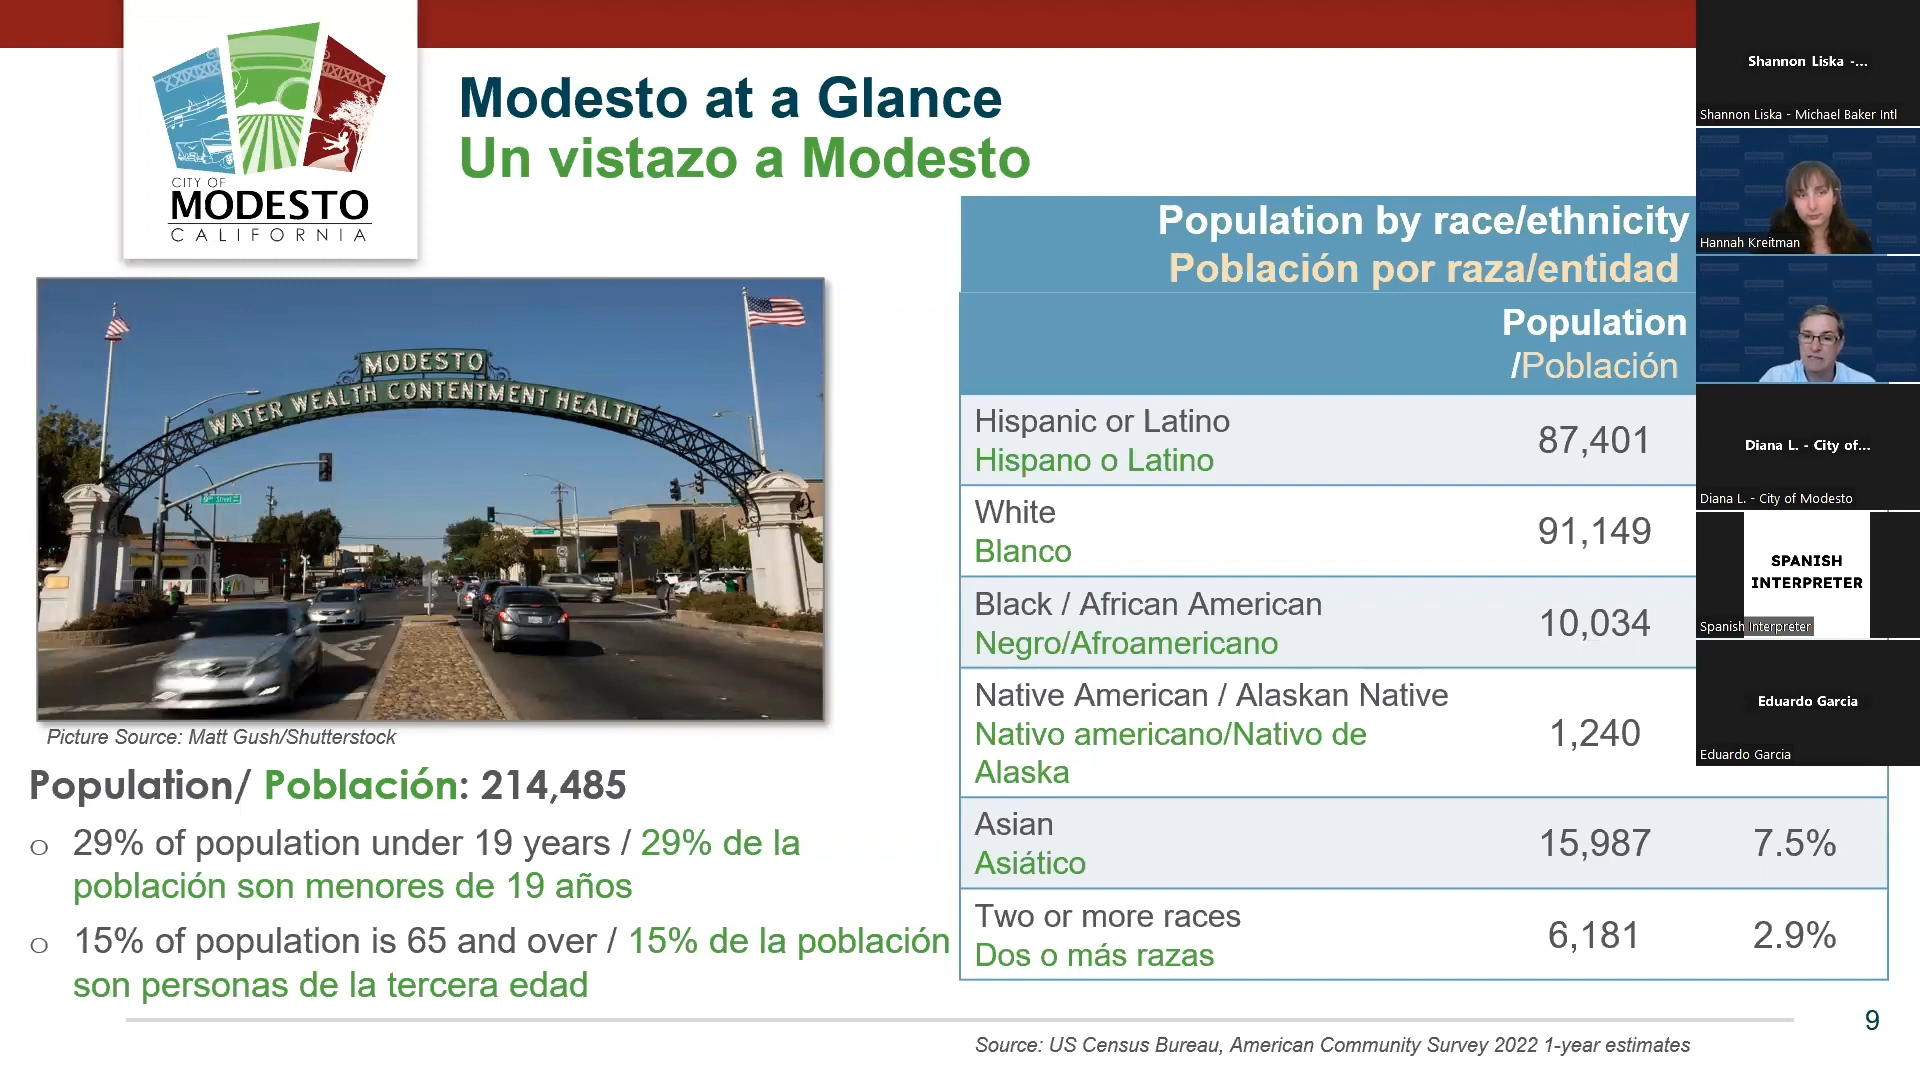 CITY OF
MODESTO
CALIFORNIA
Modesto at a Glance
Un vistazo a Modesto
MODESTO
WATER WEALTH CONTENTMENT HEALTH
Picture Source: Matt Gush/Shutterstock
Population/ Población: 214,485
o 29% of population under 19 years / 29% de la
población son menores de 19 años
o 15% of population is 65 and over / 15% de la población
son personas de la tercera edad
Population by race/ethnicity
Población por raza/entidad
Population
/Población
Hispanic or Latino
Hispano o Latino
87,401
White
Blanco
91,149
Black / African American
Negro/Afroamericano
10,034
Native American / Alaskan Native
Nativo americano/Nativo de
Alaska
1,240
Asian
Asiático
15,987
7.5%
Two or more races
Dos o más razas
6,181
2.9%
Source: US Census Bureau, American Community Survey 2022 1-year estimates
9
Shannon Liska -...
Shannon Liska - Michael Baker Intl
Hannah Kreitman
Diana L. - City of...
Diana L. - City of Modesto
SPANISH
INTERPRETER
Spanish Interpreter
Eduardo Garcia
Eduardo Garcia